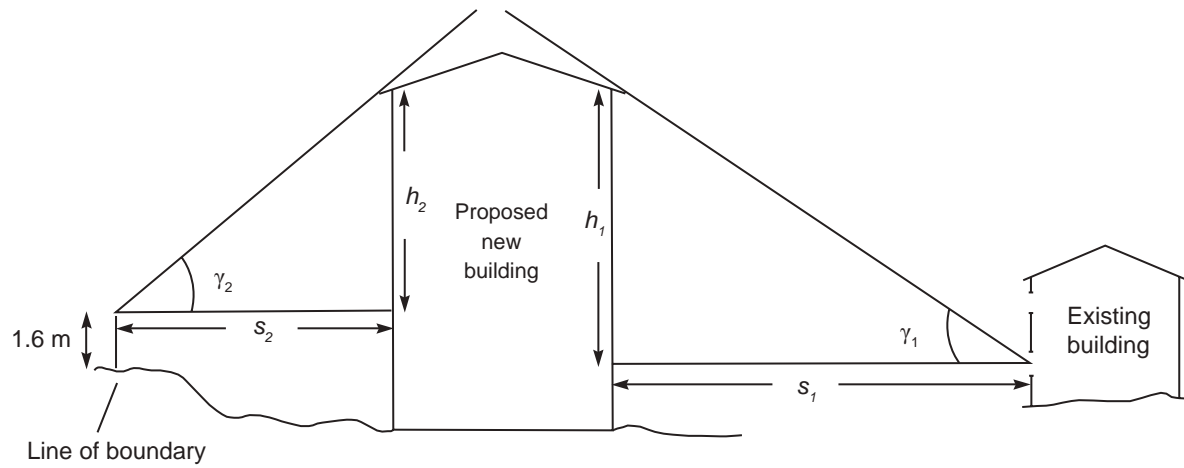 h2
h1
Proposed
new
building
γ2
γ1
1.6 m
s2
s1
Existing
building
Line of boundary